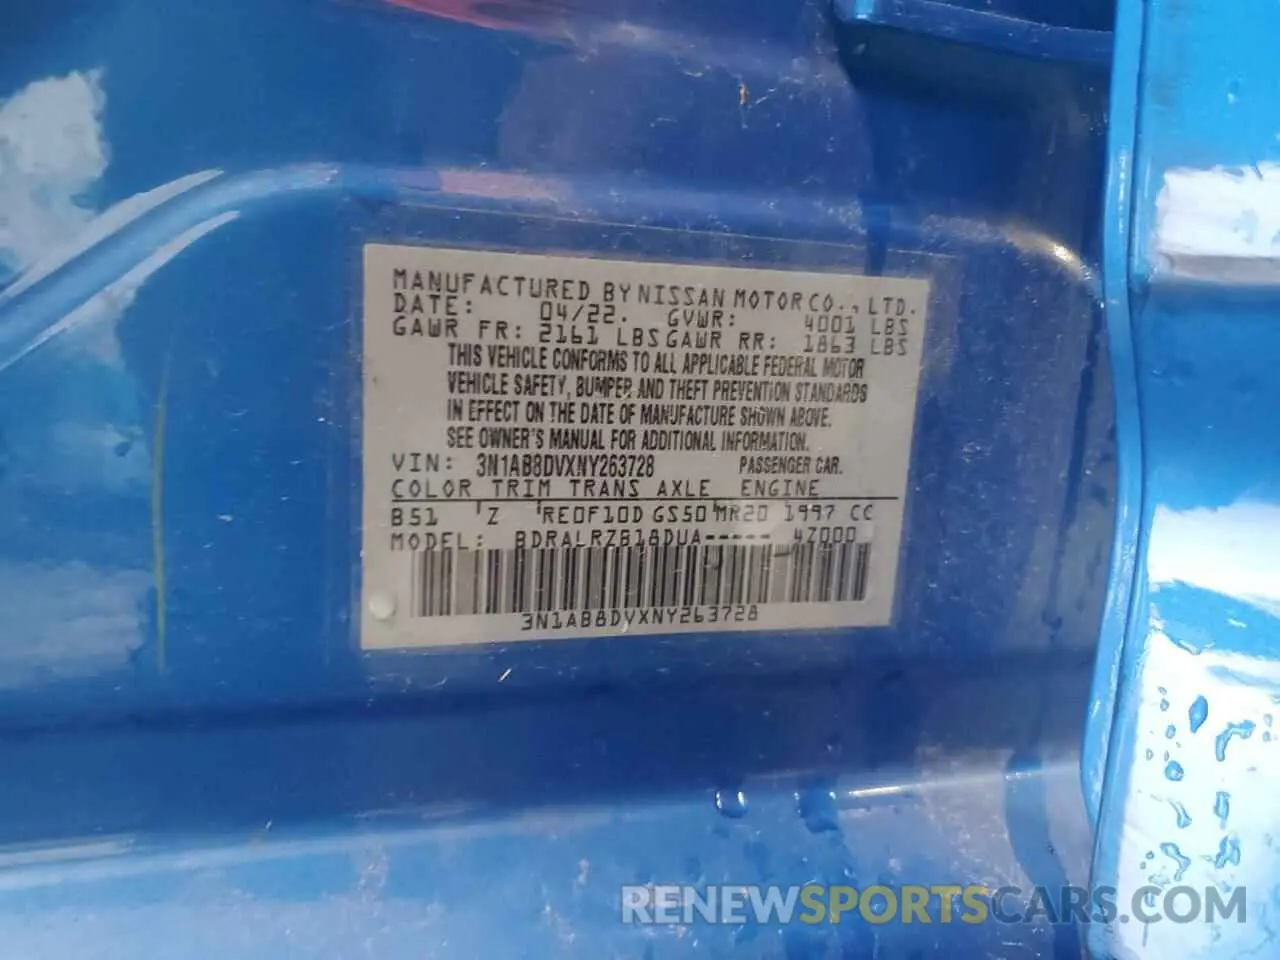 MANUFACTURED BY NISSAN MOTOR CO., LTD.
DATE: 04/22. GVWR: 4001 LBS
GAWR FR: 2161 LBS GAWR RR: 1863 LBS
THIS VEHICLE CONFORMS TO ALL APPLICABLE FEDERAL MOTOR
VEHICLE SAFETY, BUMPER AND THEFT PREVENTION STANDARDS
IN EFFECT ON THE DATE OF MANUFACTURE SHOWN ABOVE.
SEE OWNER'S MANUAL FOR ADDITIONAL INFORMATION.
VIN: 3N1AB8DVXNY263728 PASSENGER CAR.
COLOR TRIM TRANS AXLE ENGINE
B51 Z RE0F10D GS50 MR20 1997 CC
MODEL: BDRALRZB18DUA----- 4Z000
3N1AB8DVXNY263728
RENEWSPORTSCARS.COM